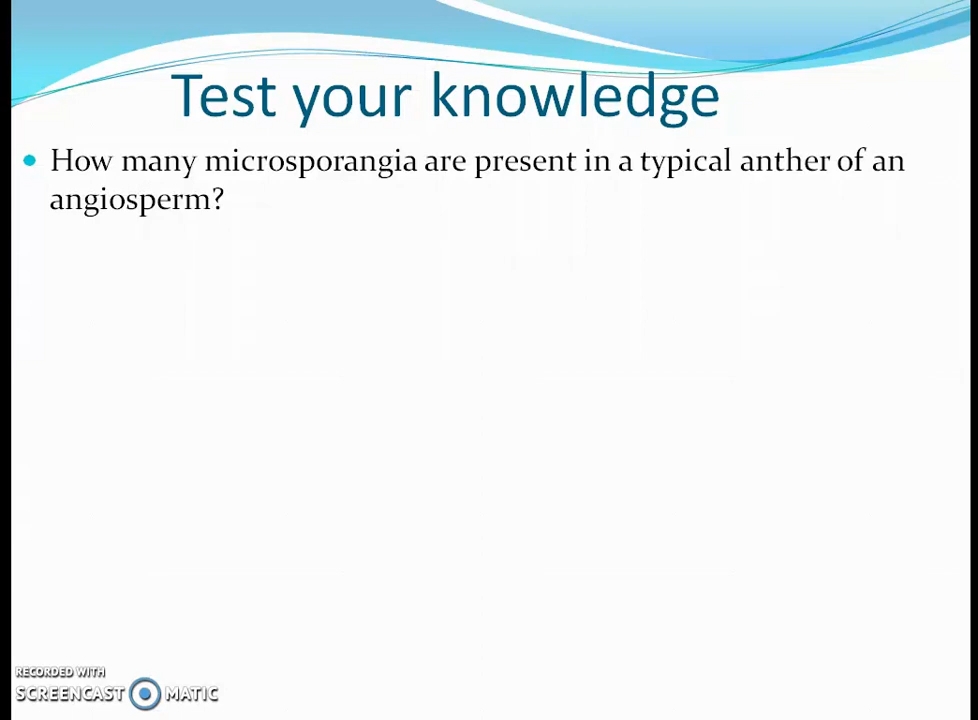 Test your knowledge
How many microsporangia are present in a typical anther of an
angiosperm?
RECORDED WITH
SCREENCAST MATIC